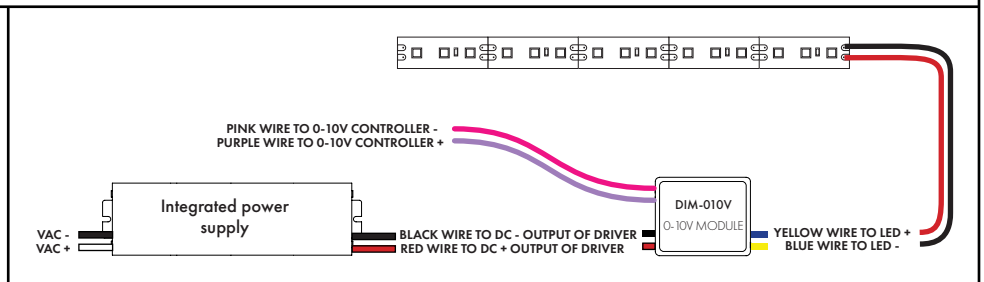 PINK WIRE TO 0-10V CONTROLLER -
PURPLE WIRE TO 0-10V CONTROLLER +
Integrated power
supply
VAC -
VAC +
BLACK WIRE TO DC - OUTPUT OF DRIVER
RED WIRE TO DC + OUTPUT OF DRIVER
DIM-010V
0-10V MODULE
YELLOW WIRE TO LED +
BLUE WIRE TO LED -